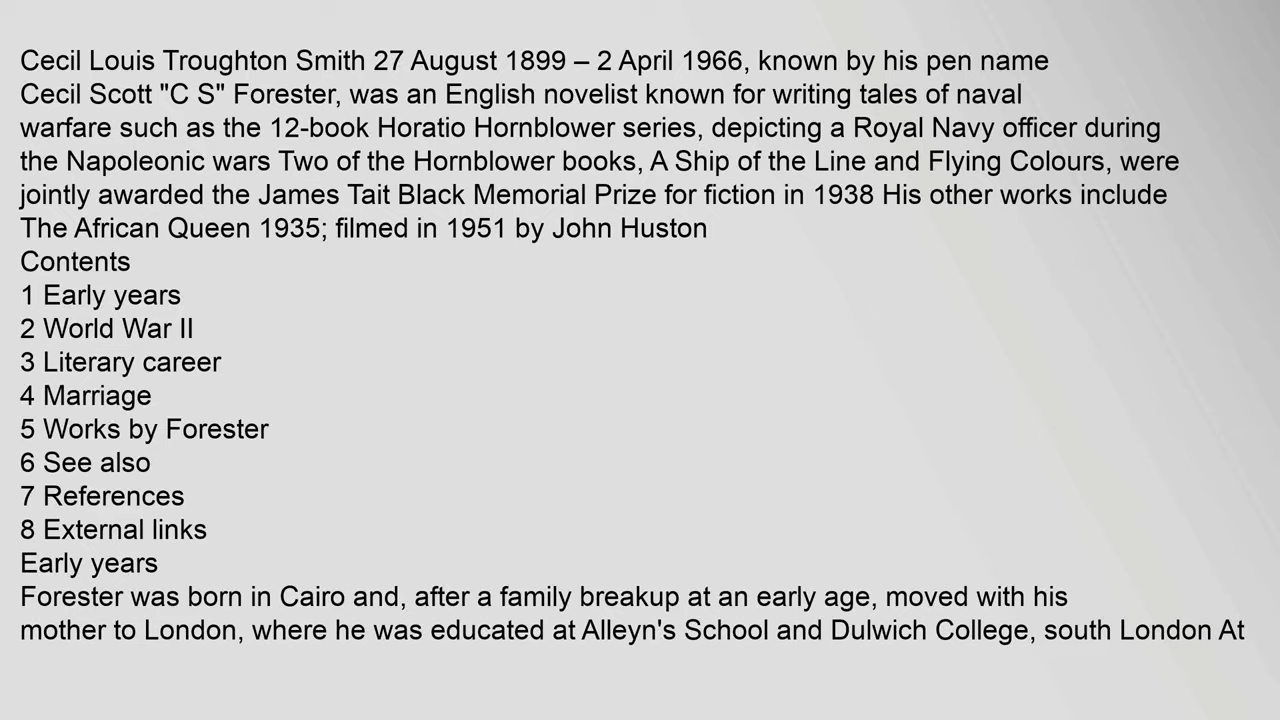 Cecil Louis Troughton Smith 27 August 1899 – 2 April 1966, known by his pen name
Cecil Scott "C S" Forester, was an English novelist known for writing tales of naval
warfare such as the 12-book Horatio Hornblower series, depicting a Royal Navy officer during
the Napoleonic wars Two of the Hornblower books, A Ship of the Line and Flying Colours, were
jointly awarded the James Tait Black Memorial Prize for fiction in 1938 His other works include
The African Queen 1935; filmed in 1951 by John Huston
Contents
1 Early years
2 World War II
3 Literary career
4 Marriage
5 Works by Forester
6 See also
7 References
8 External links
Early years
Forester was born in Cairo and, after a family breakup at an early age, moved with his
mother to London, where he was educated at Alleyn's School and Dulwich College, south London At